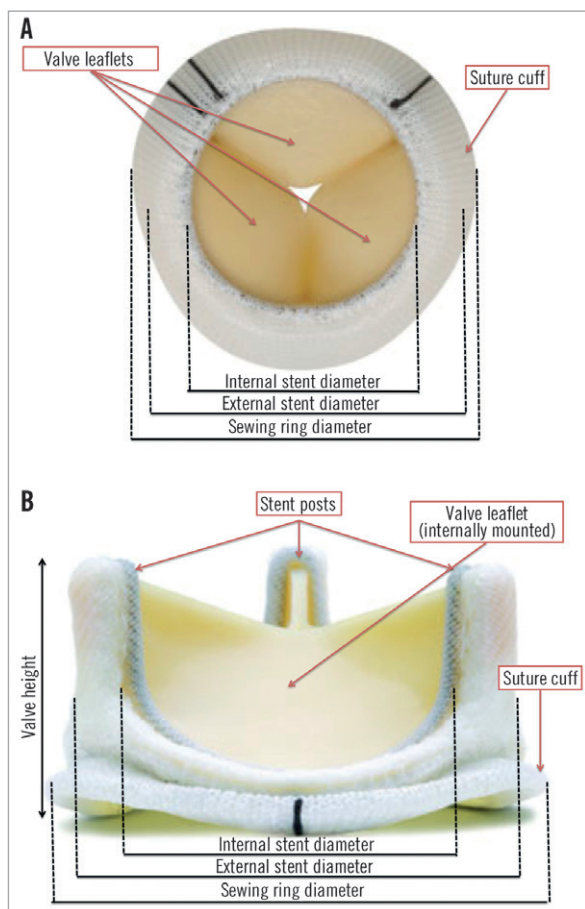 A
Valve leaflets
Suture cuff
Internal stent diameter
External stent diameter
Sewing ring diameter
B
Stent posts
Valve leaflet
(internally mounted)
Suture cuff
Valve height
Internal stent diameter
External stent diameter
Sewing ring diameter